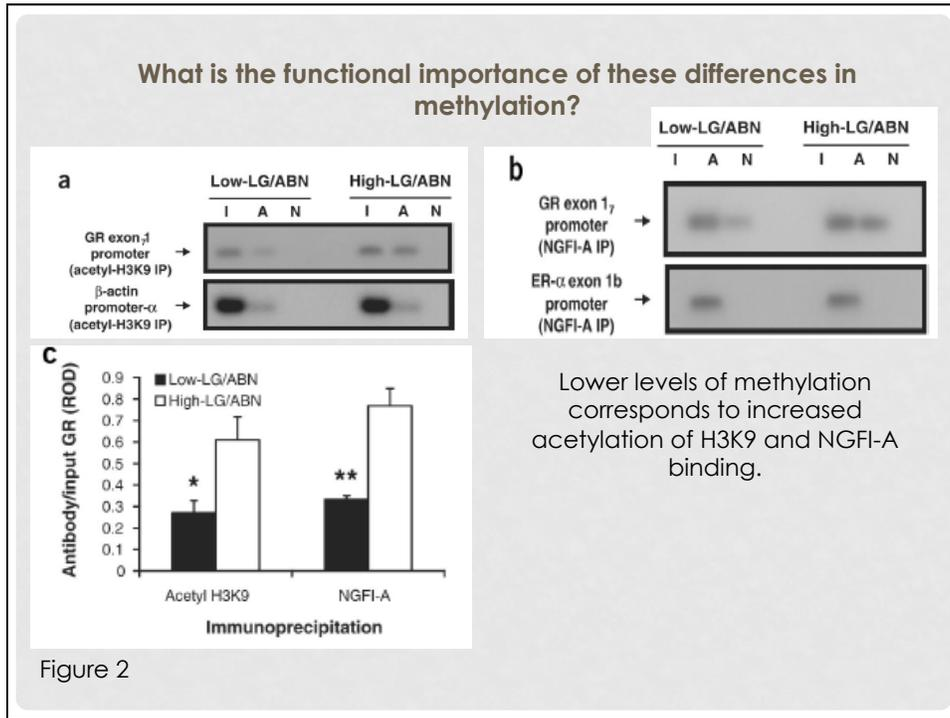 What is the functional importance of these differences in
methylation?
a
Low-LG/ABN High-LG/ABN
I A N I A N
GR exon 1₇
promoter
(acetyl-H3K9 IP)
β-actin
promoter-α
(acetyl-H3K9 IP)
b
Low-LG/ABN High-LG/ABN
I A N I A N
GR exon 1₇
promoter
(NGFI-A IP)
ER-α exon 1b
promoter
(NGFI-A IP)
c
Antibody/input GR (ROD)
0.9
0.8
0.7
0.6
0.5
0.4
0.3
0.2
0.1
0
Low-LG/ABN
High-LG/ABN
* **
Acetyl H3K9 NGFI-A
Immunoprecipitation
Lower levels of methylation
corresponds to increased
acetylation of H3K9 and NGFI-A
binding.
Figure 2